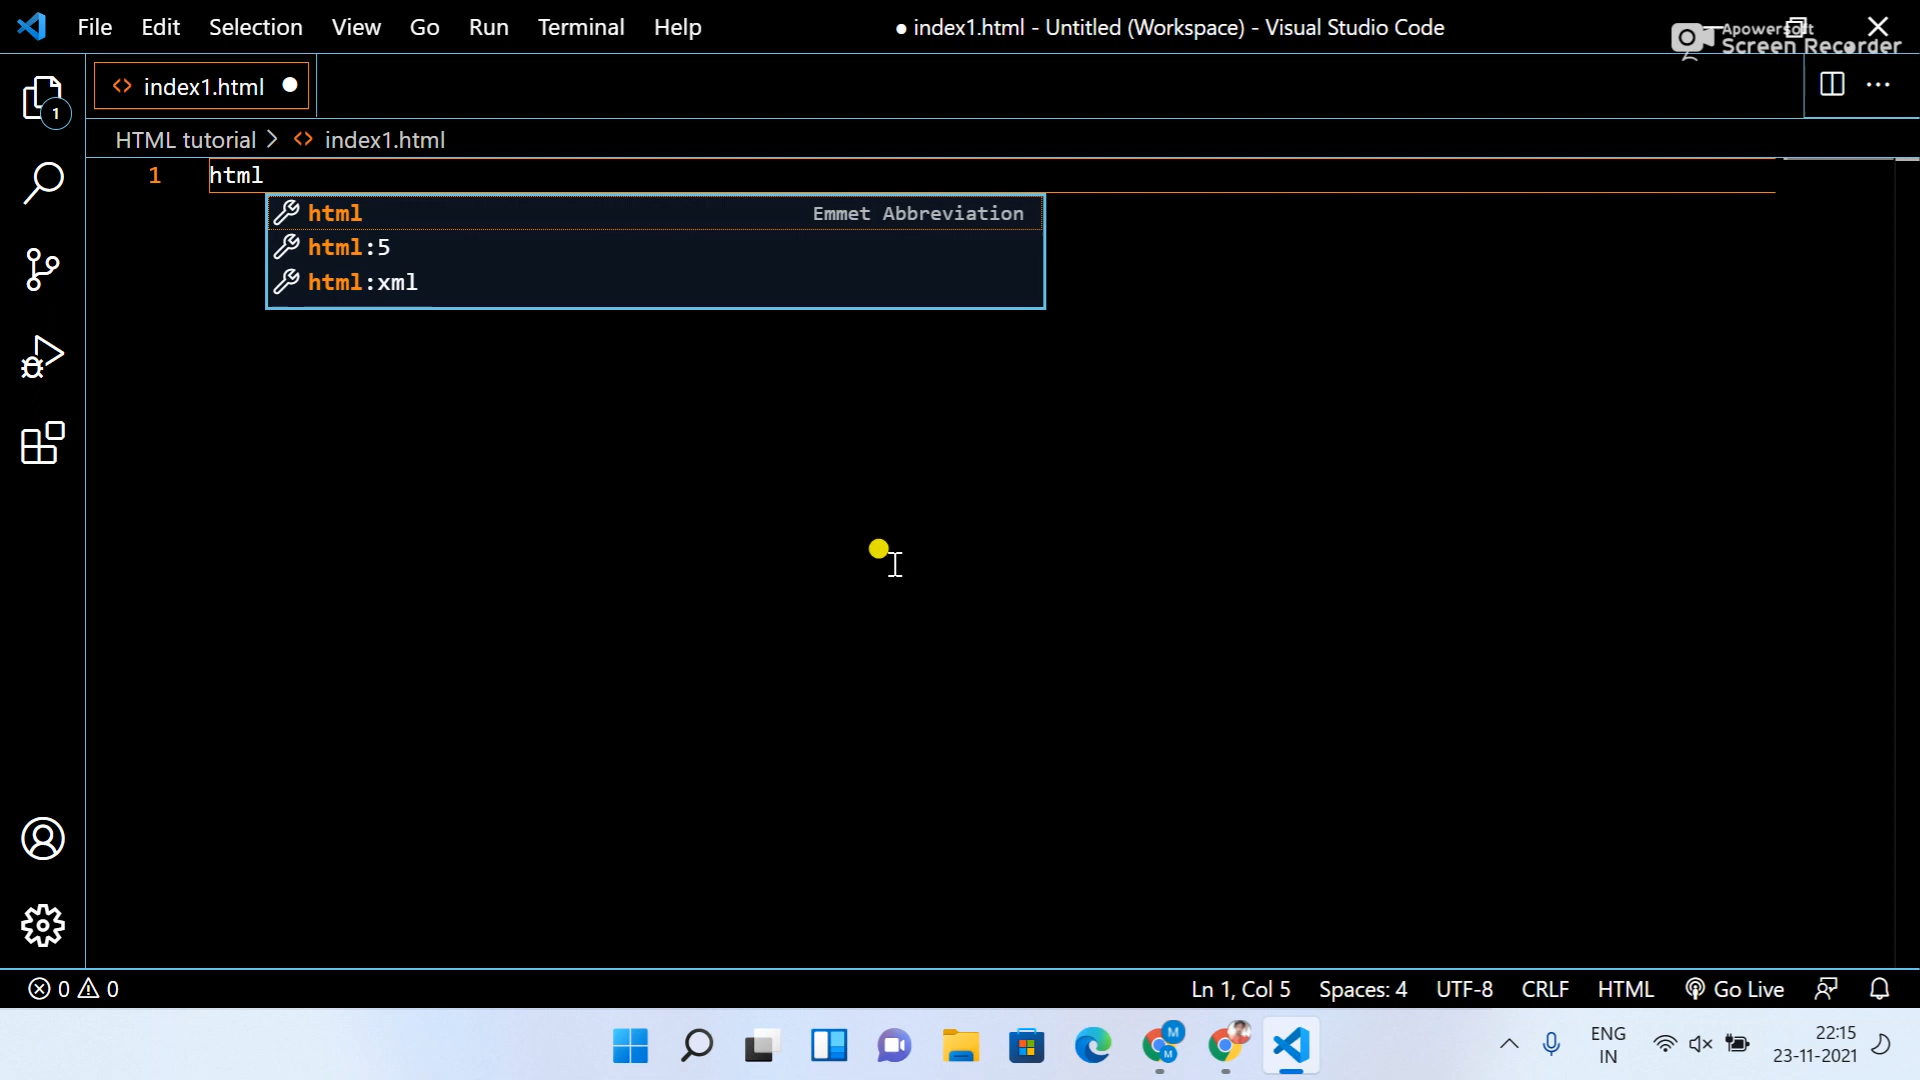 File Edit Selection View Go Run Terminal Help ● index1.html - Untitled (Workspace) - Visual Studio Code
Apowersoft
Screen Recorder
<> index1.html ●
1
HTML tutorial > <> index1.html
1 html
html Emmet Abbreviation
html:5
html:xml
0 0 Ln 1, Col 5 Spaces: 4 UTF-8 CRLF HTML Go Live
M
M
ENG
IN
22:15
23-11-2021